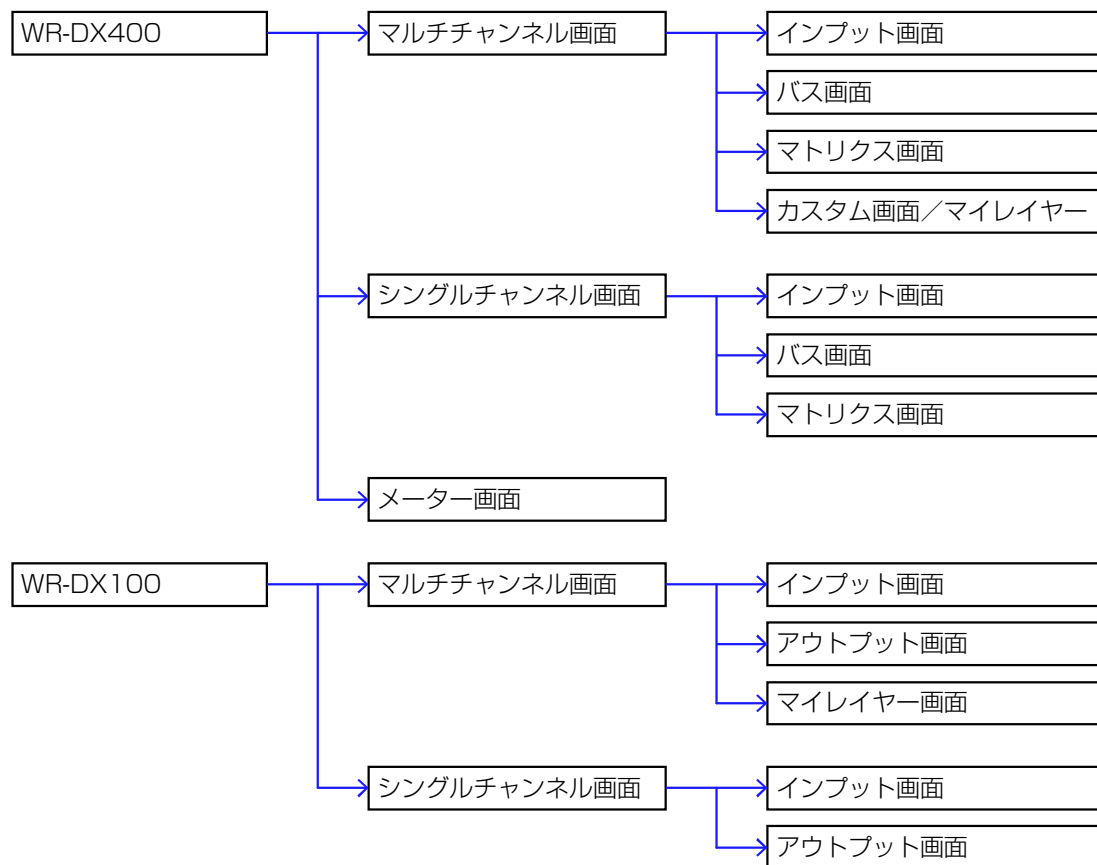 WR-DX400
マルチチャンネル画面
インプット画面
バス画面
マトリクス画面
カスタム画面／マイレイヤー
シングルチャンネル画面
インプット画面
バス画面
マトリクス画面
メーター画面
WR-DX100
マルチチャンネル画面
インプット画面
アウトプット画面
マイレイヤー画面
シングルチャンネル画面
インプット画面
アウトプット画面